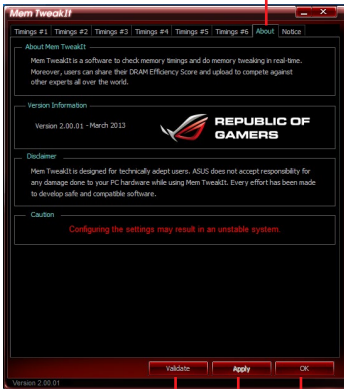 Mem TweakIt
Timings #1 Timings #2 Timings #3 Timings #4 Timings #5 Timings #6 About Notice
About Mem TweakIt
Mem TweakIt is a software to check memory timings and do memory tweaking in real-time.
Moreover, users can share their DRAM Efficiency Score and upload to compete against
other experts all over the world.
Version Information
Version 2.00.01 - March 2013
REPUBLIC OF
GAMERS
Disclaimer
Mem TweakIt is designed for technically adept users. ASUS does not accept responsibility for
any damage done to your PC hardware while using Mem TweakIt. Every effort has been made
to develop safe and compatible software.
Caution
Configuring the settings may result in an unstable system.
Validate Apply OK
Version 2.00.01